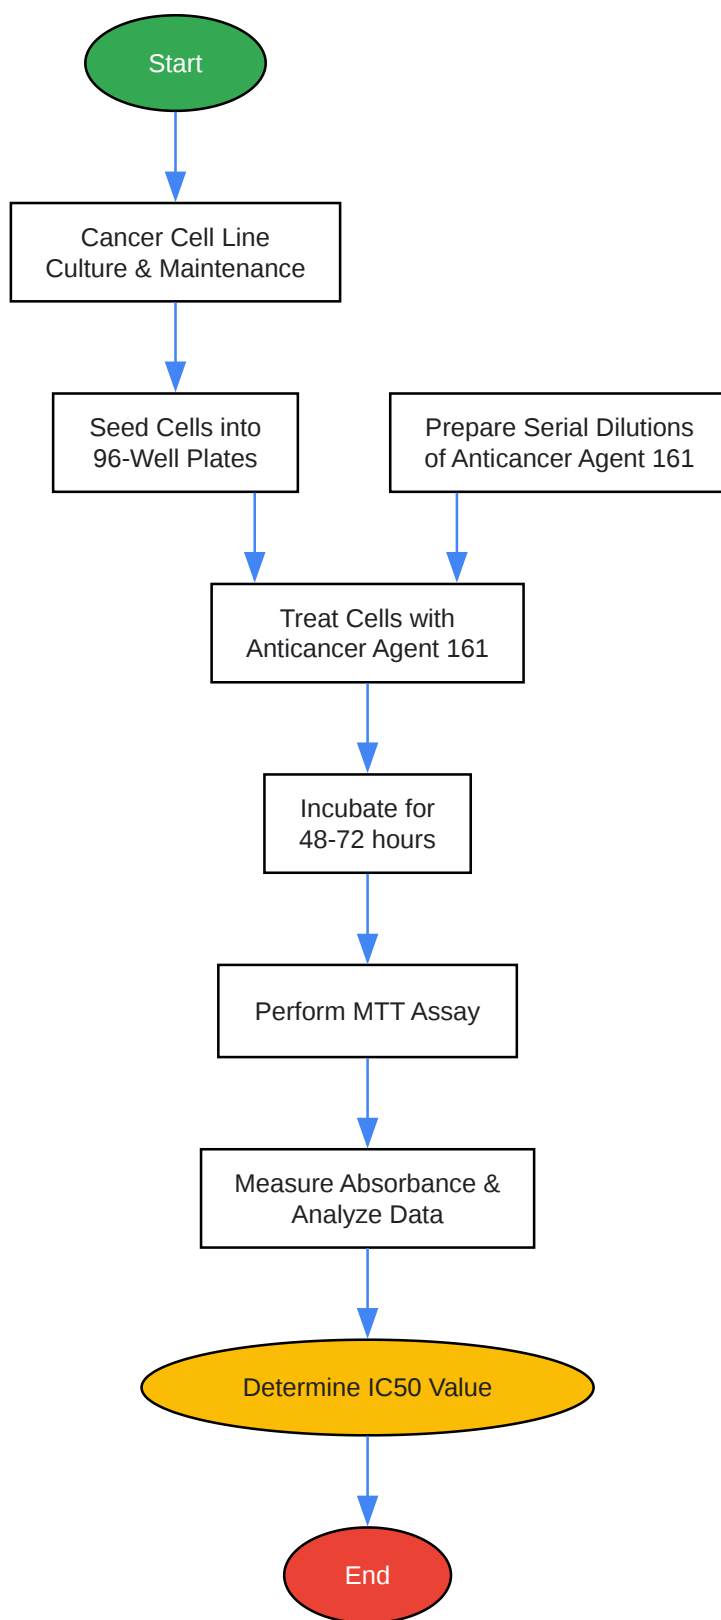 Start
Cancer Cell Line
Culture & Maintenance
Seed Cells into
96-Well Plates
Prepare Serial Dilutions
of Anticancer Agent 161
Treat Cells with
Anticancer Agent 161
Incubate for
48-72 hours
Perform MTT Assay
Measure Absorbance &
Analyze Data
Determine IC50 Value
End